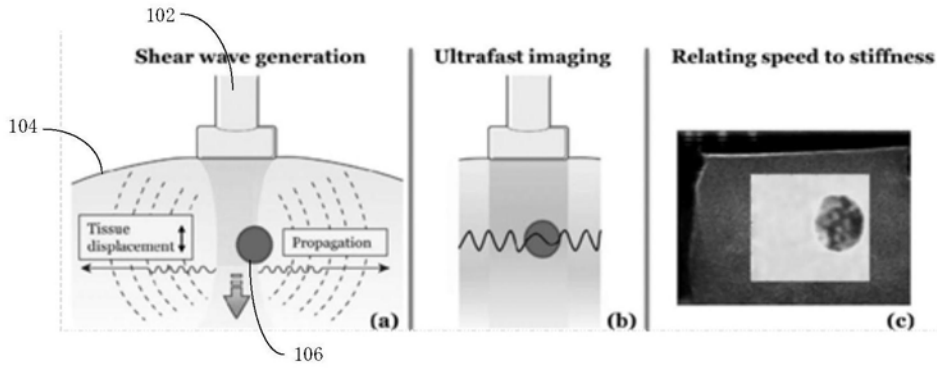 102
Shear wave generation
Ultrafast imaging
Relating speed to stiffness
104
Tissue
displacement
Propagation
(a)
(b)
(c)
106